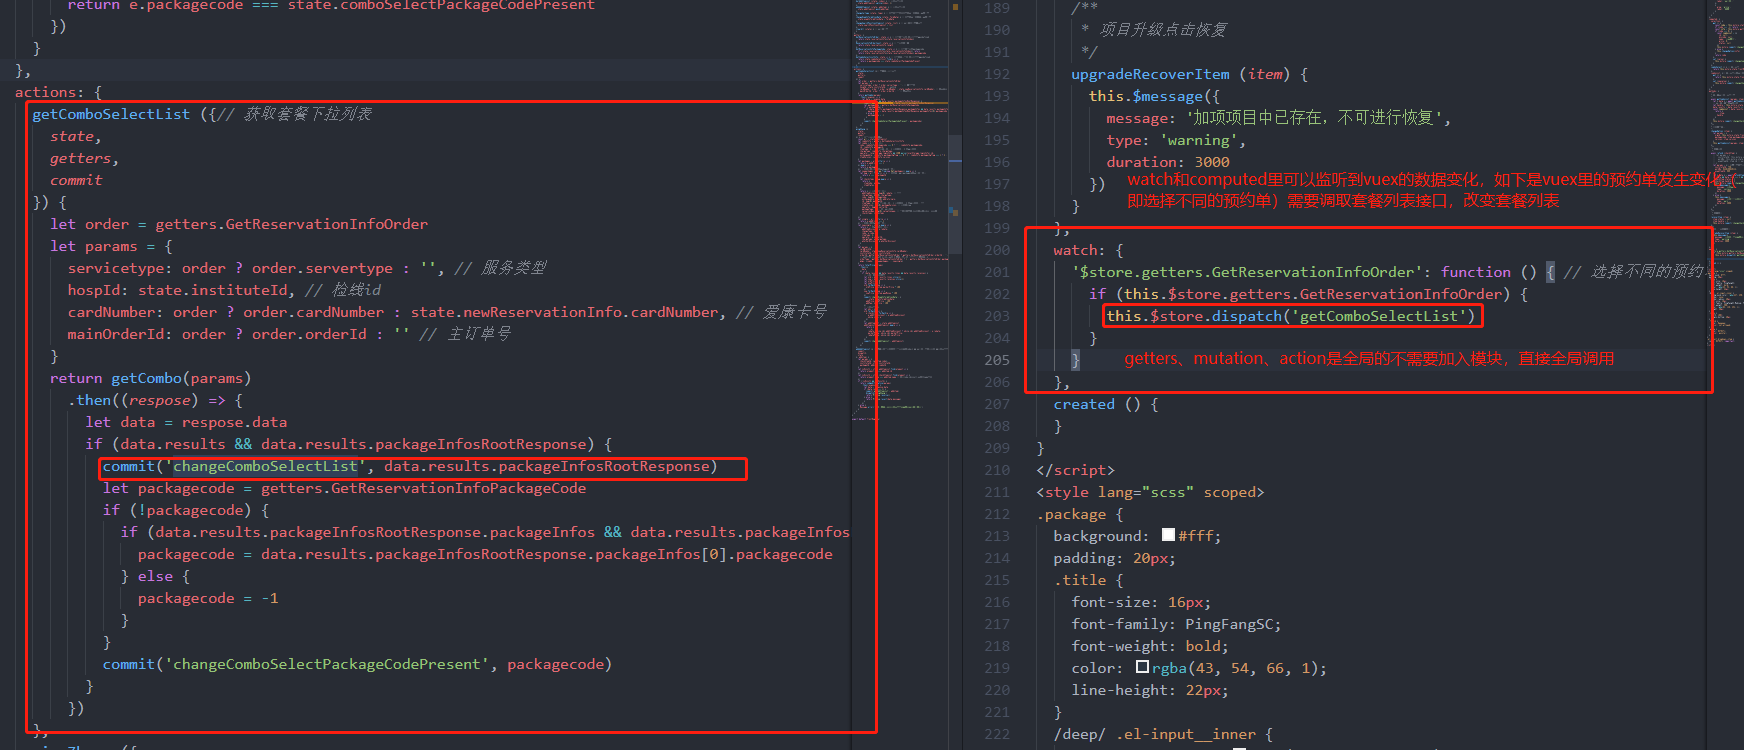 return e.packagecode === state.comboSelectPackageCodePresent
})
}
},
actions: {
getComboSelectList ({// 获取套餐下拉列表
state,
getters,
commit
}) {
let order = getters.GetReservationInfoOrder
let params = {
servicetype: order ? order.servertype : '', // 服务类型
hospId: state.instituteId, // 检线id
cardNumber: order ? order.cardNumber : state.newReservationInfo.cardNumber, // 爱康卡号
mainOrderId: order ? order.orderId : '' // 主订单号
}
return getCombo(params)
.then((respose) => {
let data = respose.data
if (data.results && data.results.packageInfosRootResponse) {
commit('changeComboSelectList', data.results.packageInfosRootResponse)
let packagecode = getters.GetReservationInfoPackageCode
if (!packagecode) {
if (data.results.packageInfosRootResponse.packageInfos && data.results.packageInfos
packagecode = data.results.packageInfosRootResponse.packageInfos[0].packagecode
} else {
packagecode = -1
}
}
commit('changeComboSelectPackageCodePresent', packagecode)
}
})
},
189 /**
190 * 项目升级点击恢复
191 */
192 upgradeRecoverItem (item) {
193 this.$message({
194 message: '加项项目中已存在，不可进行恢复',
195 type: 'warning',
196 duration: 3000
197 })
198 }
199 },
watch和computed里可以监听到vuex的数据变化，如下是vuex里的预约单发生变化（
即选择不同的预约单）需要调取套餐列表接口，改变套餐列表
200 watch: {
201 '$store.getters.GetReservationInfoOrder': function () { // 选择不同的预约
202 if (this.$store.getters.GetReservationInfoOrder) {
203 this.$store.dispatch('getComboSelectList')
204 }
205 }
getters、mutation、action是全局的不需要加入模块，直接全局调用
206 },
207 created () {
208 }
209 }
210 </script>
211 <style lang="scss" scoped>
212 .package {
213 background: #fff;
214 padding: 20px;
215 .title {
216 font-size: 16px;
217 font-family: PingFangSC;
218 font-weight: bold;
219 color: rgba(43, 54, 66, 1);
220 line-height: 22px;
221 }
222 /deep/ .el-input__inner {